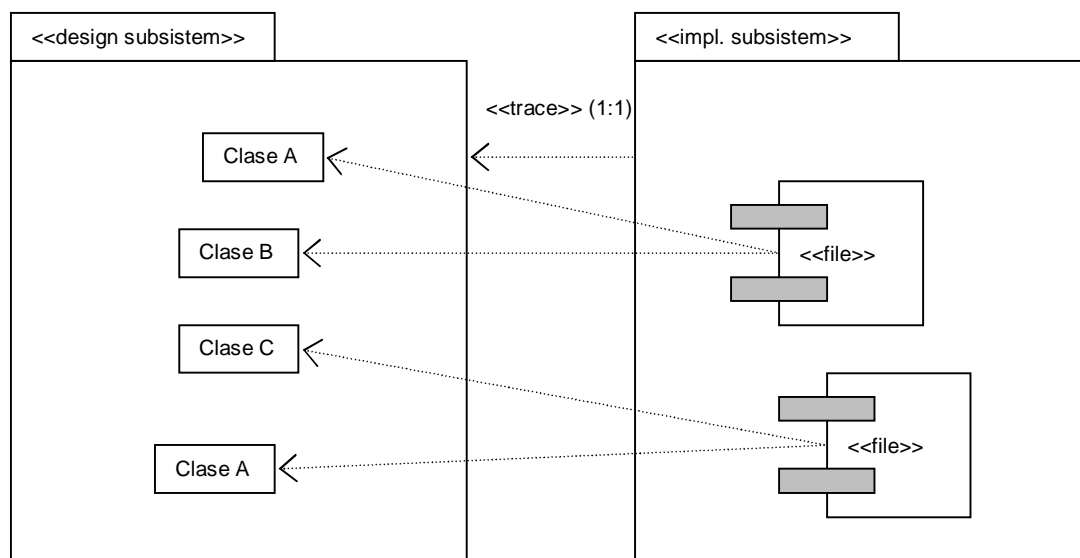 <<design subsistem>>
<<impl. subsistem>>
<<trace>> (1:1)
Clase A
Clase B
<<file>>
Clase C
<<file>>
Clase A